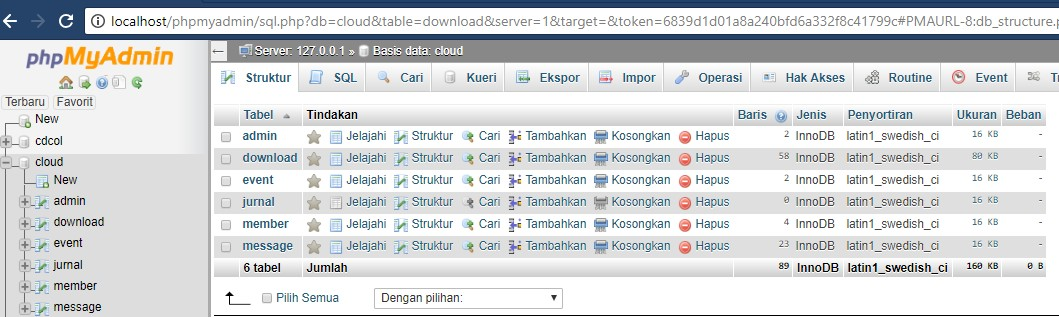 localhost/phpmyadmin/sql.php?db=cloud&table=download&server=1&target=&token=6839d1d01a8a240bfd6a332f8c41799c#PMAURL-8:db_structure.p
phpMyAdmin
Terbaru Favorit
New
cdcol
cloud
New
admin
download
event
jurnal
member
message
Server: 127.0.0.1 » Basis data: cloud
Struktur SQL Cari Kueri Ekspor Impor Operasi Hak Akses Routine Event Tr
Tabel Tindakan Baris Jenis Penyortiran Ukuran Beban
admin Jelajahi Struktur Cari Tambahkan Kosongkan Hapus 2 InnoDB latin1_swedish_ci 16 KB -
download Jelajahi Struktur Cari Tambahkan Kosongkan Hapus 58 InnoDB latin1_swedish_ci 80 KB -
event Jelajahi Struktur Cari Tambahkan Kosongkan Hapus 2 InnoDB latin1_swedish_ci 16 KB -
jurnal Jelajahi Struktur Cari Tambahkan Kosongkan Hapus 0 InnoDB latin1_swedish_ci 16 KB -
member Jelajahi Struktur Cari Tambahkan Kosongkan Hapus 4 InnoDB latin1_swedish_ci 16 KB -
message Jelajahi Struktur Cari Tambahkan Kosongkan Hapus 23 InnoDB latin1_swedish_ci 16 KB -
6 tabel Jumlah 89 InnoDB latin1_swedish_ci 160 KB 0 B
Pilih Semua Dengan pilihan: